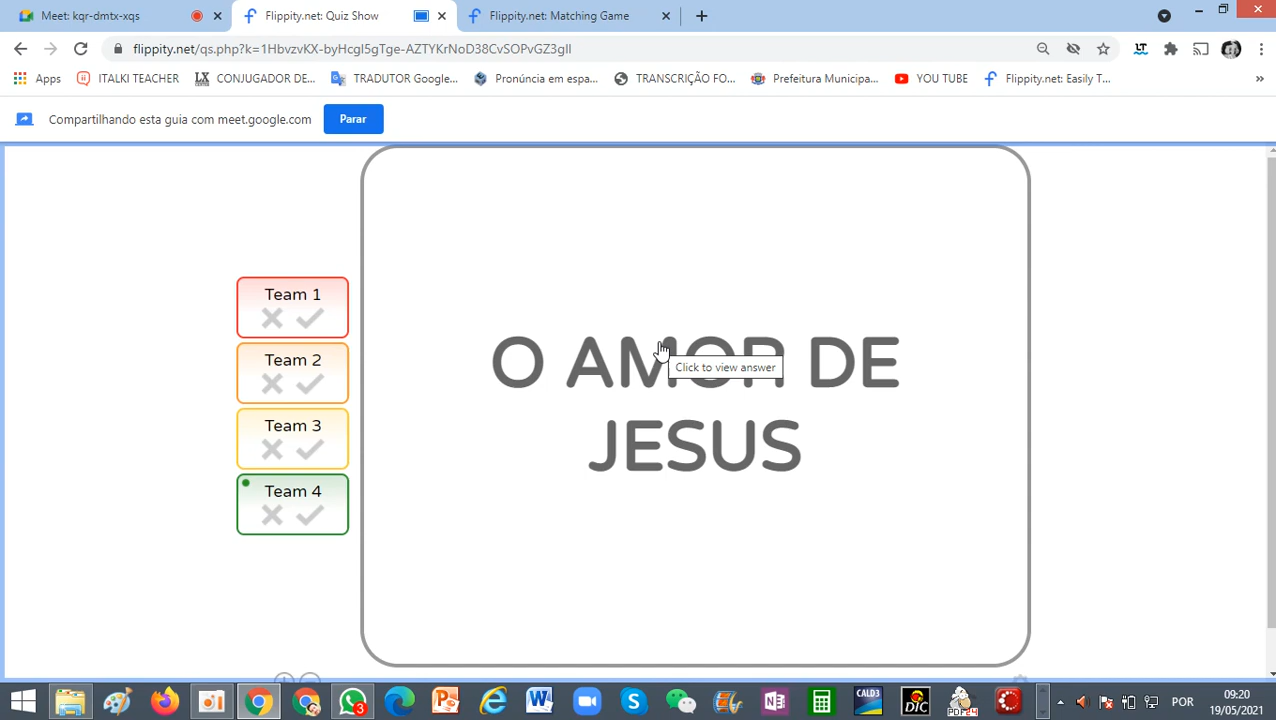 Meet: kqr-dmtx-xqs
Flippity.net: Quiz Show
Flippity.net: Matching Game
flippity.net/qs.php?k=1HbvzvKX-byHcgI5gTge-AZTYKrNoD38CvSOPvGZ3glI
Apps
ITALKI TEACHER
CONJUGADOR DE...
TRADUTOR Google...
Pronúncia em espa...
TRANSCRIÇÃO FO...
Prefeitura Municipa...
YOU TUBE
Flippity.net: Easily T...
»
Compartilhando esta guia com meet.google.com
Parar
Team 1
Team 2
Team 3
Team 4
O AMOR DE
JESUS
Click to view answer
POR
09:20
19/05/2021